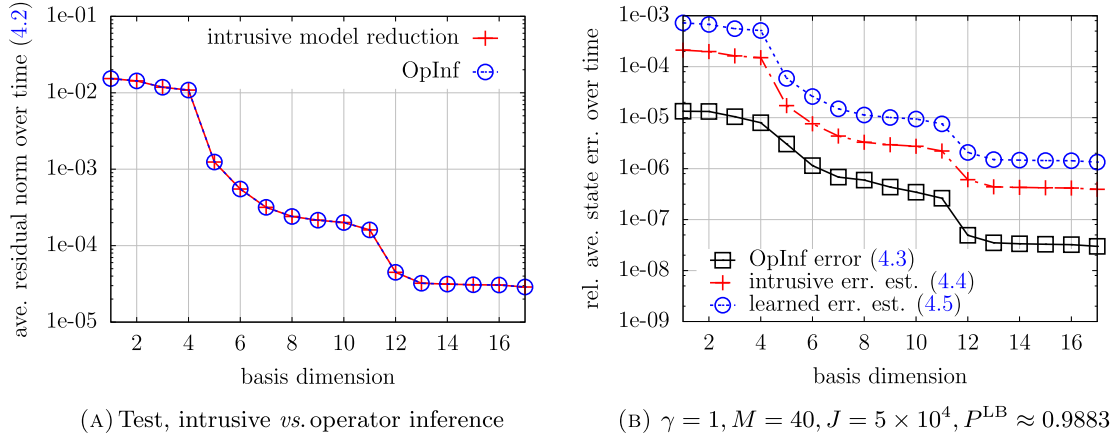 ave. residual norm over time (4.2)
1e-01
1e-02
1e-03
1e-04
1e-05
intrusive model reduction
OpInf
2 4 6 8 10 12 14 16
basis dimension
(A) Test, intrusive vs. operator inference
rel. ave. state err. over time
1e-03
1e-04
1e-05
1e-06
1e-07
1e-08
1e-09
OpInf error (4.3)
intrusive err. est. (4.4)
learned err. est. (4.5)
2 4 6 8 10 12 14 16
basis dimension
(B) γ = 1, M = 40, J = 5 × 10⁴, Pᴸᴮ ≈ 0.9883